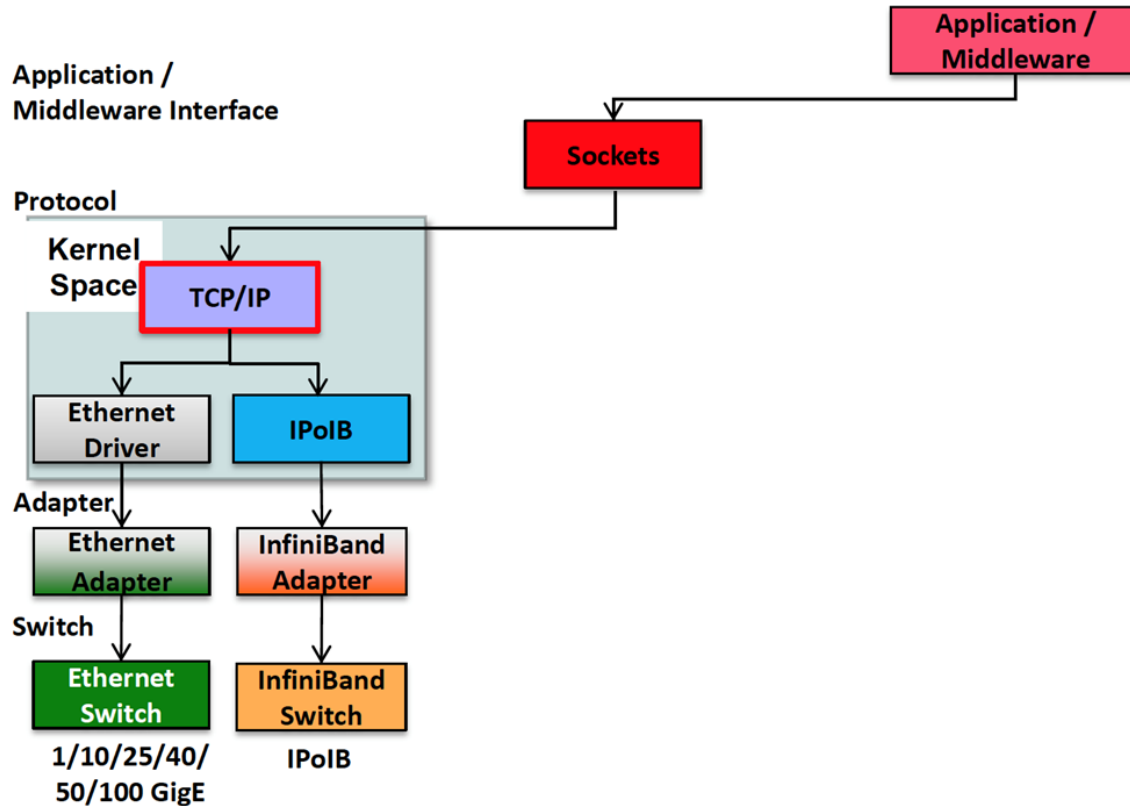 Application /
Middleware
Application /
Middleware Interface
Sockets
Protocol
Kernel
Space
TCP/IP
Ethernet
Driver
IPoIB
Adapter
Ethernet
Adapter
InfiniBand
Adapter
Switch
Ethernet
Switch
InfiniBand
Switch
1/10/25/40/
50/100 GigE
IPoIB